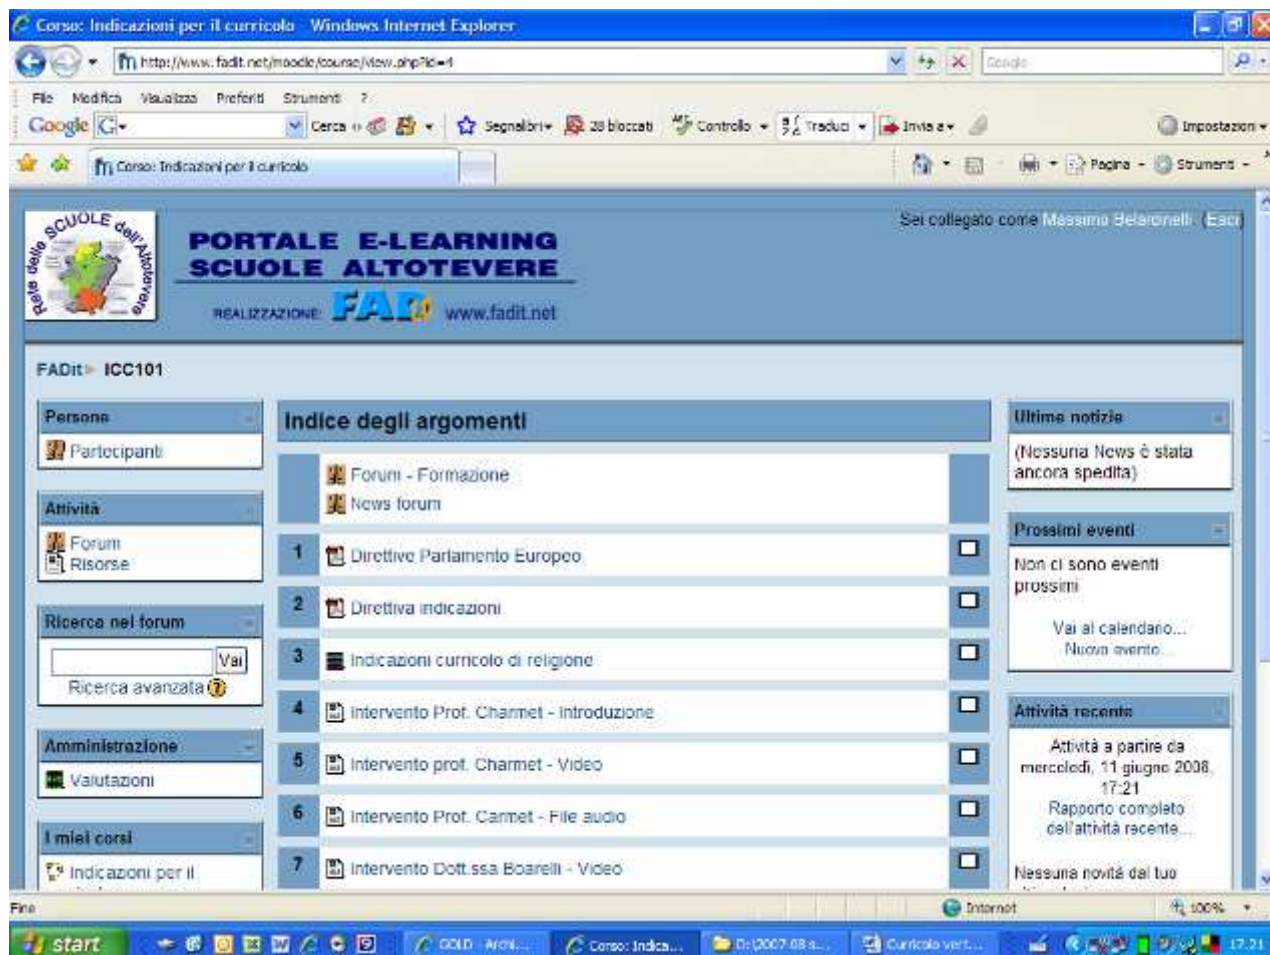 Corso: Indicazioni per il curricolo - Windows Internet Explorer
http://www.fadit.net/moodle/course/view.php?id=4
Google
File Modifica Visualizza Preferiti Strumenti ?
Google G Cerca Segnalibri 28 bloccati Controllo Traduci Invia a Impostazioni
Corso: Indicazioni per il curricolo
Pagina Strumenti
Rete delle SCUOLE dell'Altotevere
PORTALE E-LEARNING
SCUOLE ALTOTEVERE
REALIZZAZIONE: FAD www.fadit.net
Sei collegato come Massimo Belardinelli (Esci)
FADit ► ICC101
Persone
Partecipanti
Attività
Forum
Risorse
Ricerca nel forum
Vai
Ricerca avanzata ?
Amministrazione
Valutazioni
I miei corsi
Indicazioni per il
Indice degli argomenti
Forum - Formazione
News forum
1 Direttive Parlamento Europeo
2 Direttiva indicazioni
3 Indicazioni curricolo di religione
4 Intervento Prof. Charmet - Introduzione
5 Intervento prof. Charmet - Video
6 Intervento Prof. Carmet - File audio
7 Intervento Dott.ssa Boarelli - Video
Ultime notizie
(Nessuna News è stata
ancora spedita)
Prossimi eventi
Non ci sono eventi
prossimi
Vai al calendario...
Nuovo evento...
Attività recente
Attività a partire da
mercoledì, 11 giugno 2008,
17:21
Rapporto completo
dell'attività recente...
Nessuna novità dal tuo
Fine Internet 100%
start GOLD - Archi... Corso: Indica... D:\2007-08 s... Curricolo vert... 17.21